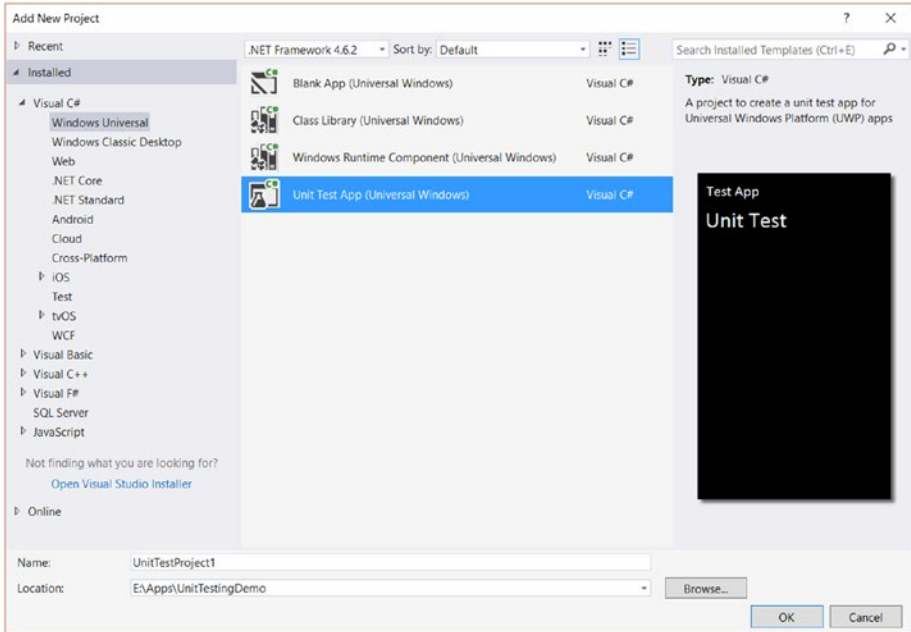 Add New Project
? ×
Recent
.NET Framework 4.6.2
Sort by: Default
Search Installed Templates (Ctrl+E)
Installed
Visual C#
Windows Universal
Windows Classic Desktop
Web
.NET Core
.NET Standard
Android
Cloud
Cross-Platform
iOS
Test
tvOS
WCF
Visual Basic
Visual C++
Visual F#
SQL Server
JavaScript
Not finding what you are looking for?
Open Visual Studio Installer
Online
Blank App (Universal Windows) Visual C#
Class Library (Universal Windows) Visual C#
Windows Runtime Component (Universal Windows) Visual C#
Unit Test App (Universal Windows) Visual C#
Type: Visual C#
A project to create a unit test app for
Universal Windows Platform (UWP) apps
Test App
Unit Test
Name: UnitTestProject1
Location: E:\Apps\UnitTestingDemo
Browse...
OK
Cancel